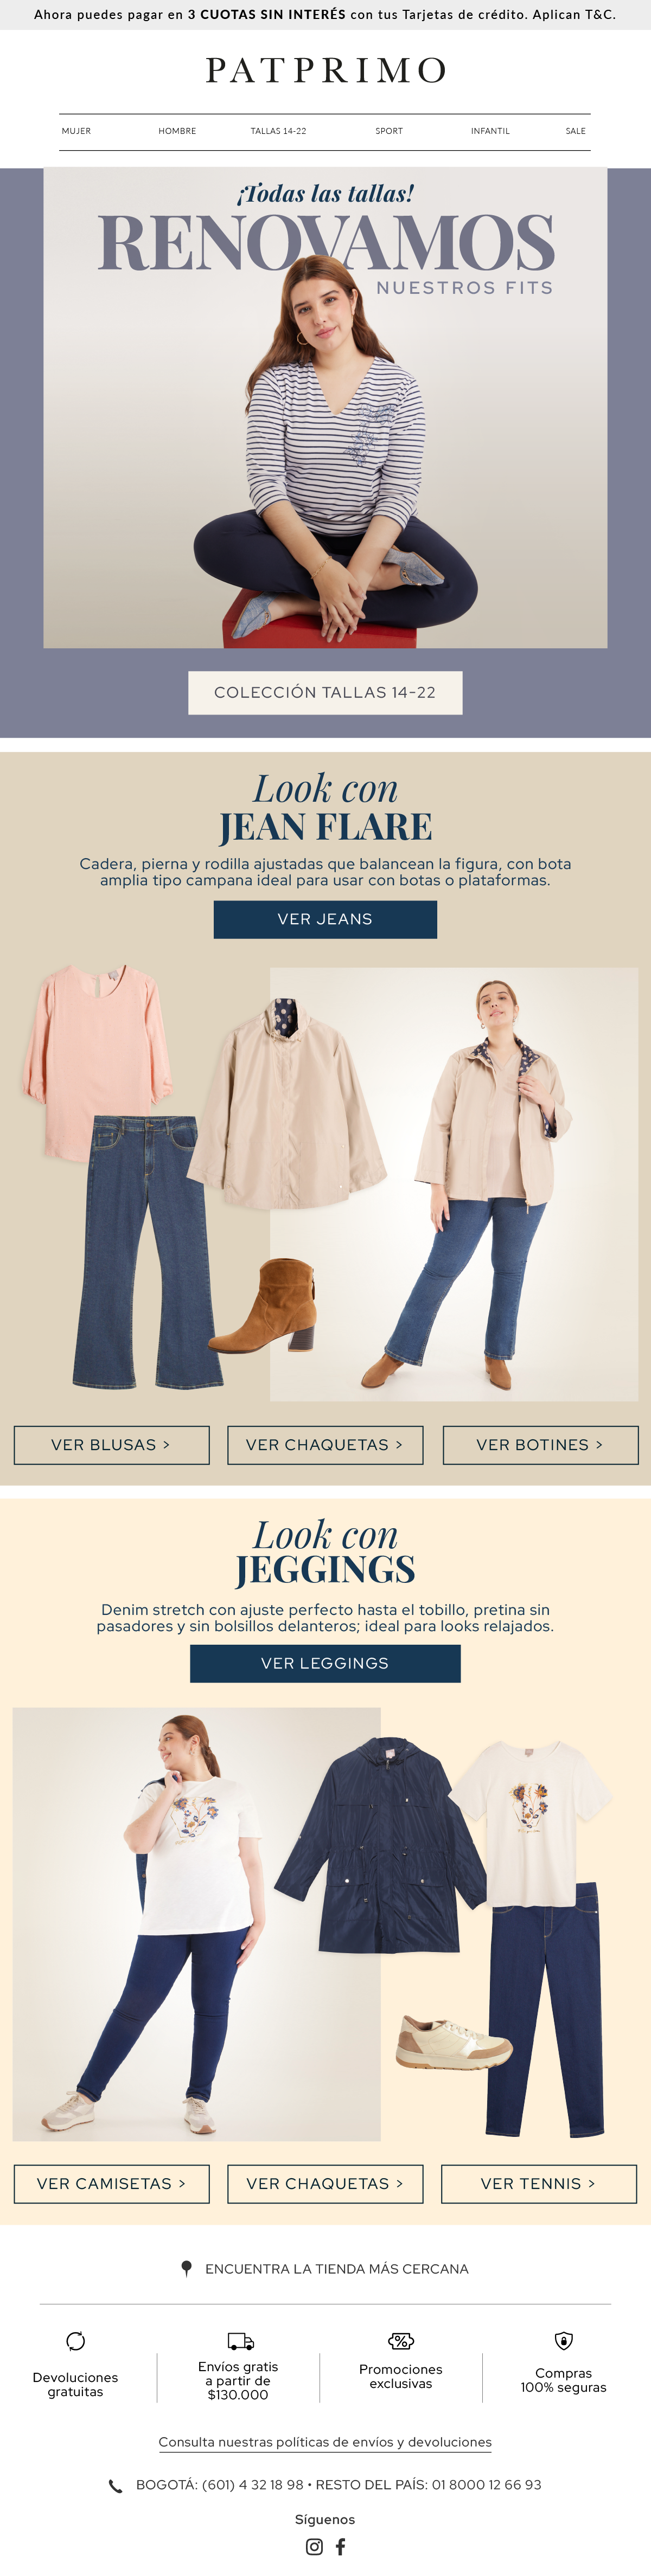 Ahora puedes pagar en 3 CUOTAS SIN INTERÉS con tus Tarjetas de crédito. Aplican T&C.
PATPRIMO
MUJER HOMBRE TALLAS 14-22 SPORT INFANTIL SALE
¡Todas las tallas!
RENOVAMOS
NUESTROS FITS
COLECCIÓN TALLAS 14-22
Look con
JEAN FLARE
Cadera, pierna y rodilla ajustadas que balancean la figura, con bota
amplia tipo campana ideal para usar con botas o plataformas.
VER JEANS
VER BLUSAS >
VER CHAQUETAS >
VER BOTINES >
Look con
JEGGINGS
Denim stretch con ajuste perfecto hasta el tobillo, pretina sin
pasadores y sin bolsillos delanteros; ideal para looks relajados.
VER LEGGINGS
VER CAMISETAS >
VER CHAQUETAS >
VER TENNIS >
ENCUENTRA LA TIENDA MÁS CERCANA
Devoluciones
gratuitas
Envíos gratis
a partir de
$130.000
Promociones
exclusivas
Compras
100% seguras
Consulta nuestras políticas de envíos y devoluciones
BOGOTÁ: (601) 4 32 18 98 • RESTO DEL PAÍS: 01 8000 12 66 93
Síguenos